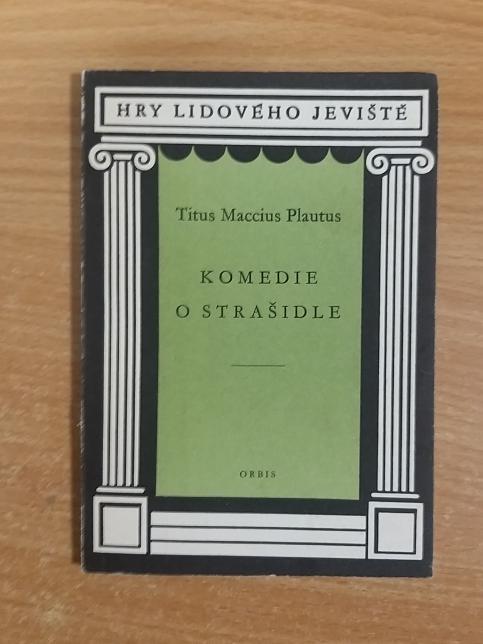 HRY LIDOVÉHO JEVIŠTĚ
Titus Maccius Plautus
KOMEDIE
O STRAŠIDLE
ORBIS